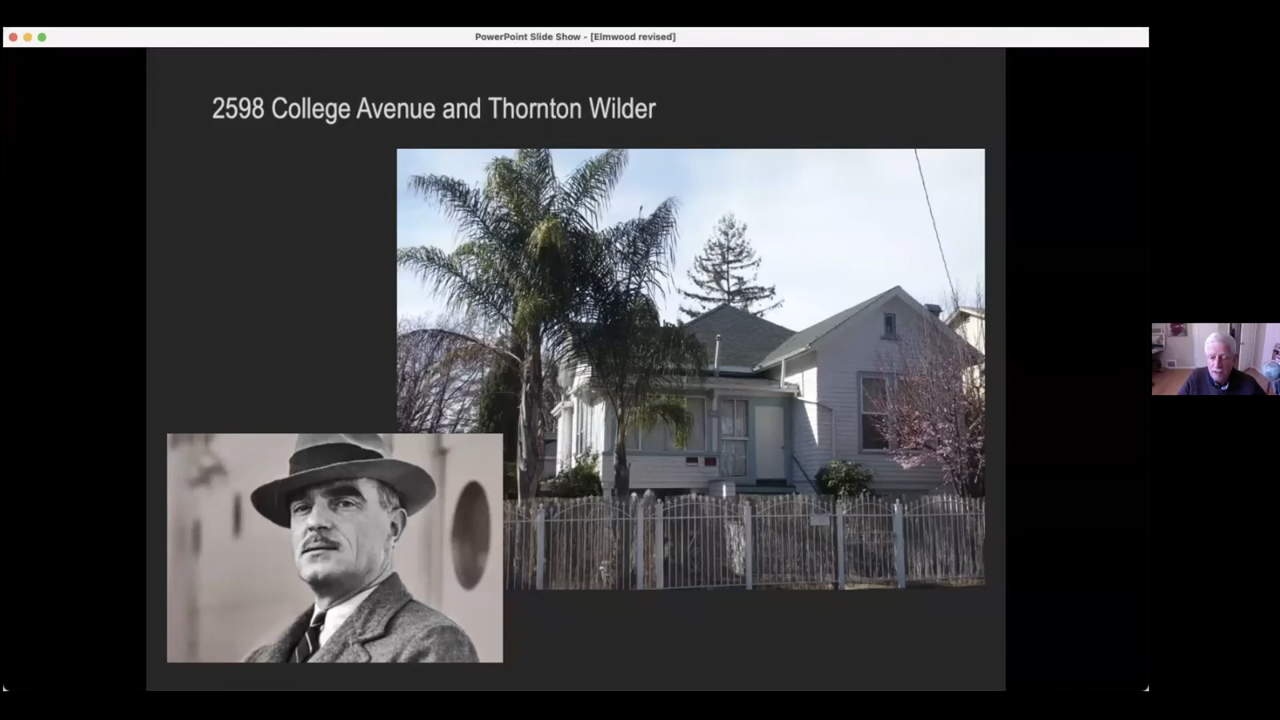 PowerPoint Slide Show - [Elmwood revised]
2598 College Avenue and Thornton Wilder